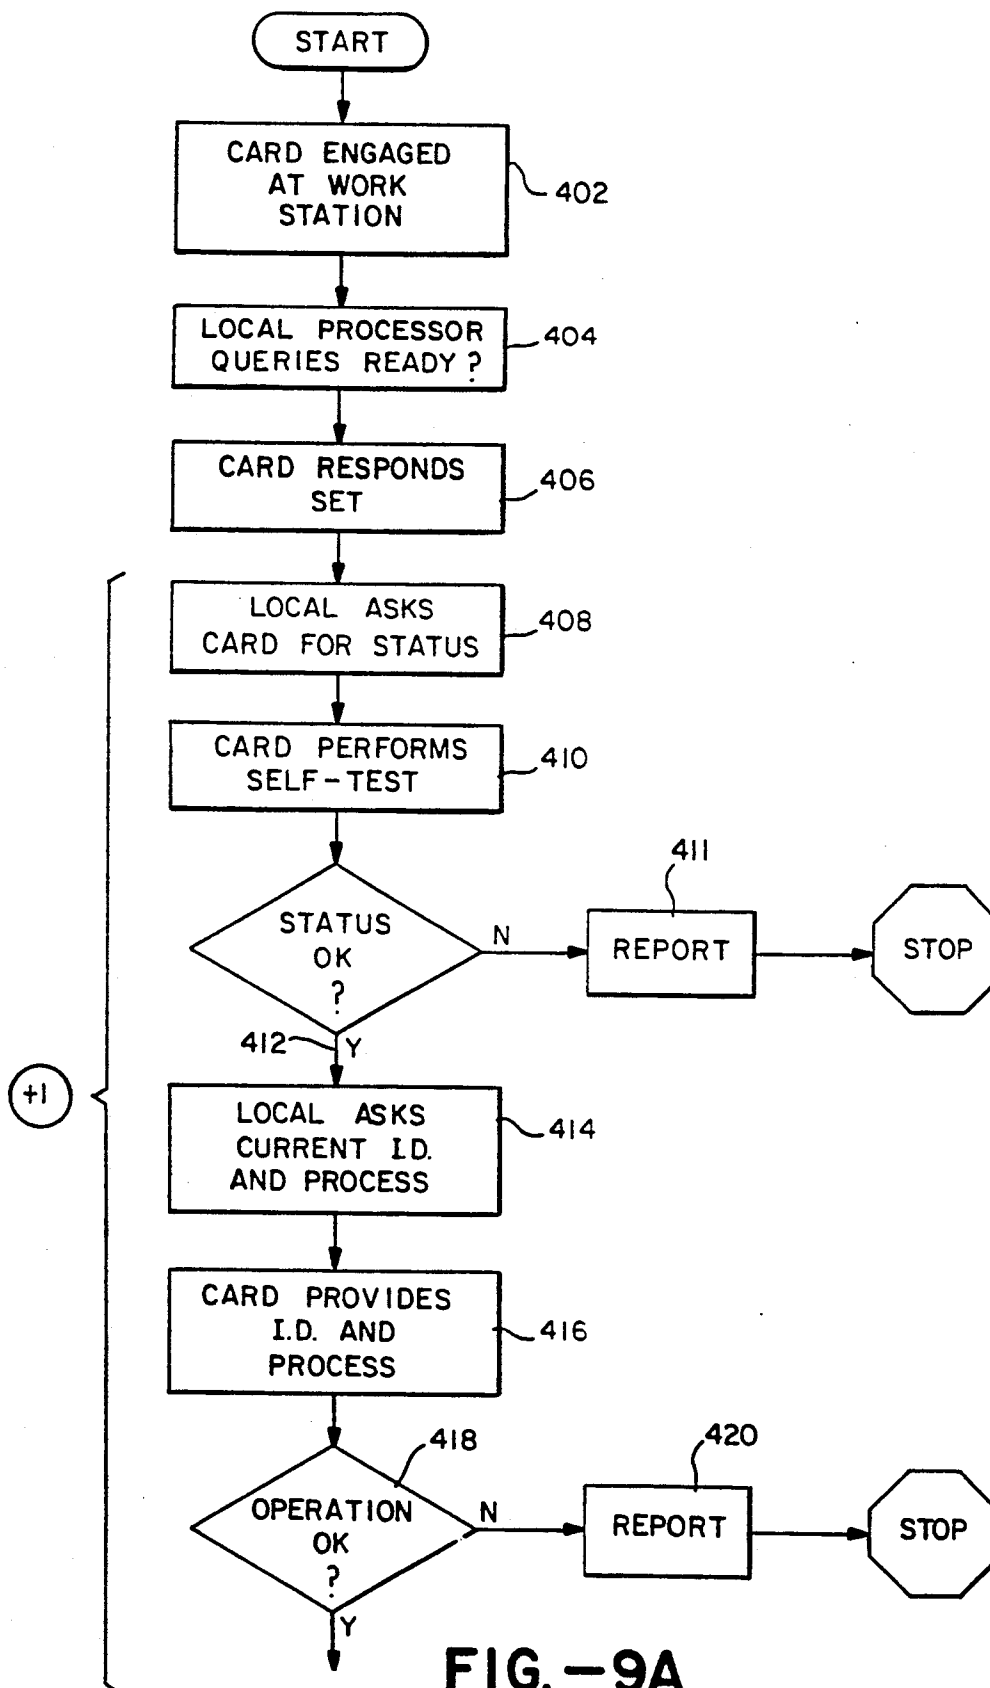 START
CARD ENGAGED
AT WORK
STATION
402
LOCAL PROCESSOR
QUERIES READY?
404
CARD RESPONDS
SET
406
LOCAL ASKS
CARD FOR STATUS
408
CARD PERFORMS
SELF-TEST
410
STATUS
OK
?
N
411
REPORT
STOP
412
Y
+1
LOCAL ASKS
CURRENT I.D.
AND PROCESS
414
CARD PROVIDES
I.D. AND
PROCESS
416
418
OPERATION
OK
?
N
420
REPORT
STOP
Y
FIG.-9A